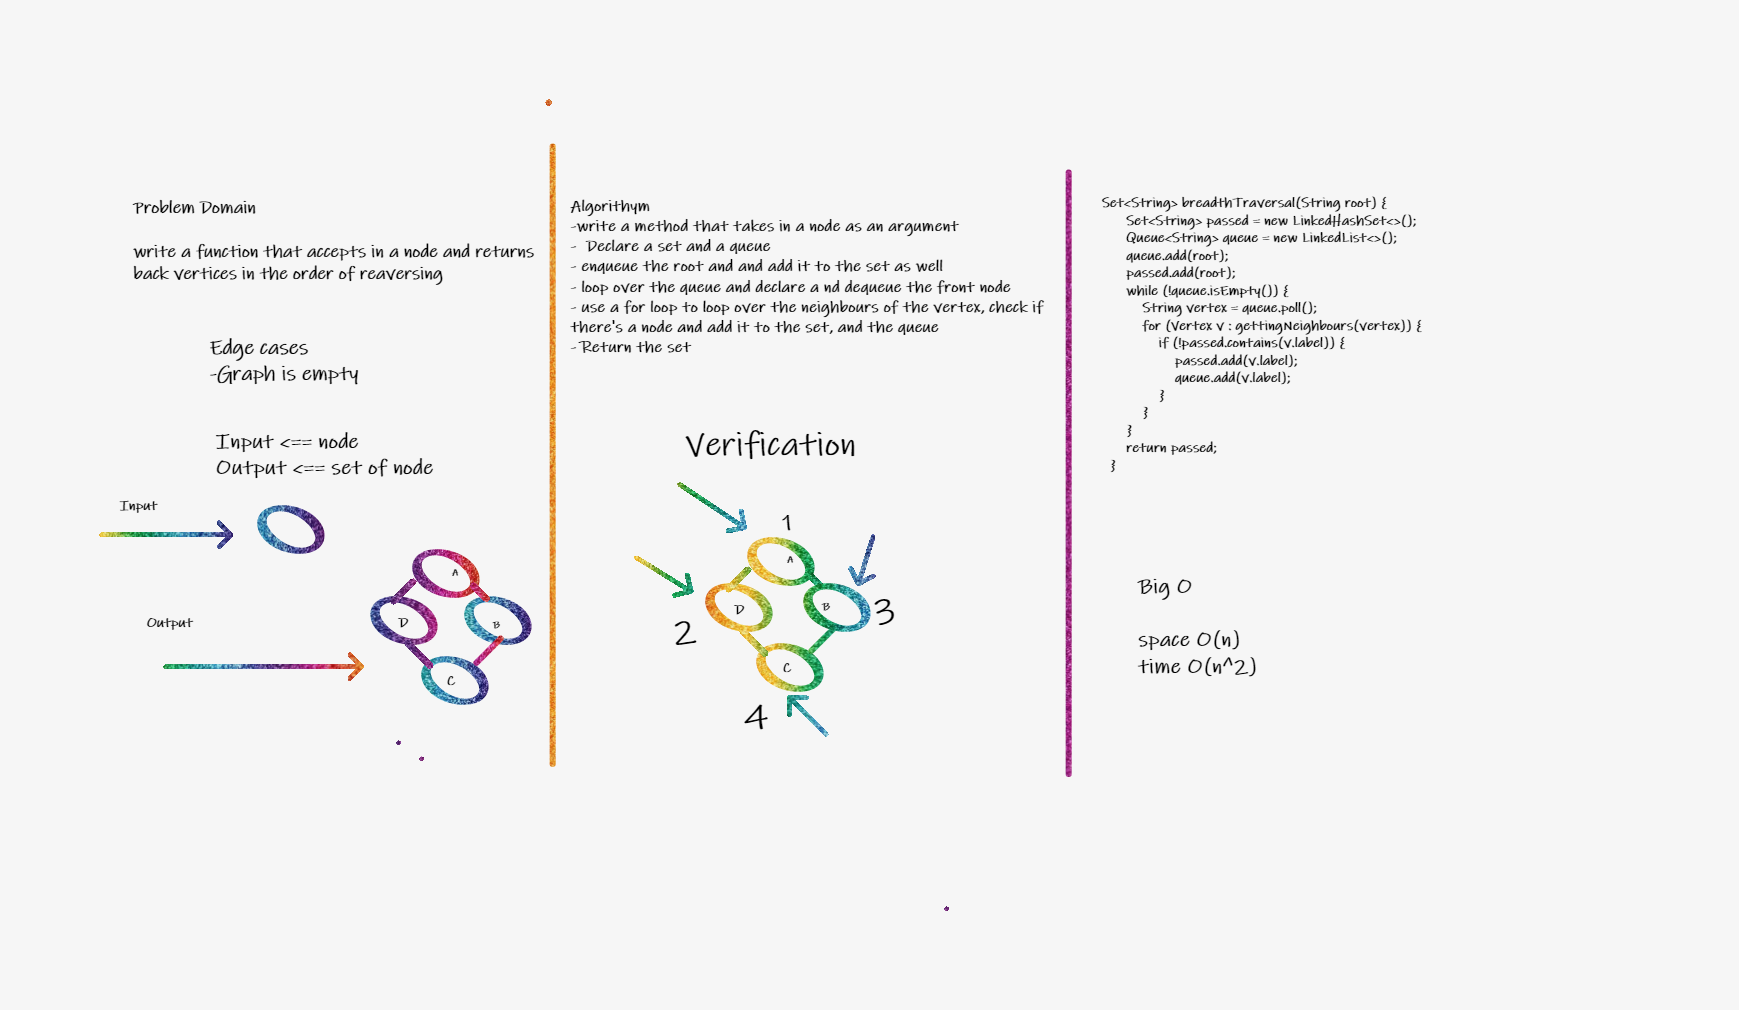 Problem Domain
write a function that accepts in a node and returns
back vertices in the order of reaversing
Edge cases
-Graph is empty
Input <== node
Output <== set of node
Input
Output
A
D
B
C
Algorithym
-write a method that takes in a node as an argument
- Declare a set and a queue
- enqueue the root and and add it to the set as well
- loop over the queue and declare a nd dequeue the front node
- use a for loop to loop over the neighbours of the vertex, check if
there's a node and add it to the set, and the queue
- Return the set
Verification
1
A
D
B
3
2
C
4
Set<String> breadthTraversal(String root) {
Set<String> passed = new LinkedHashSet<>();
Queue<String> queue = new LinkedList<>();
queue.add(root);
passed.add(root);
while (!queue.isEmpty()) {
String vertex = queue.poll();
for (Vertex v : gettingNeighbours(vertex)) {
if (!passed.contains(v.label)) {
passed.add(v.label);
queue.add(v.label);
}
}
}
return passed;
}
Big O
space O(n)
time O(n^2)